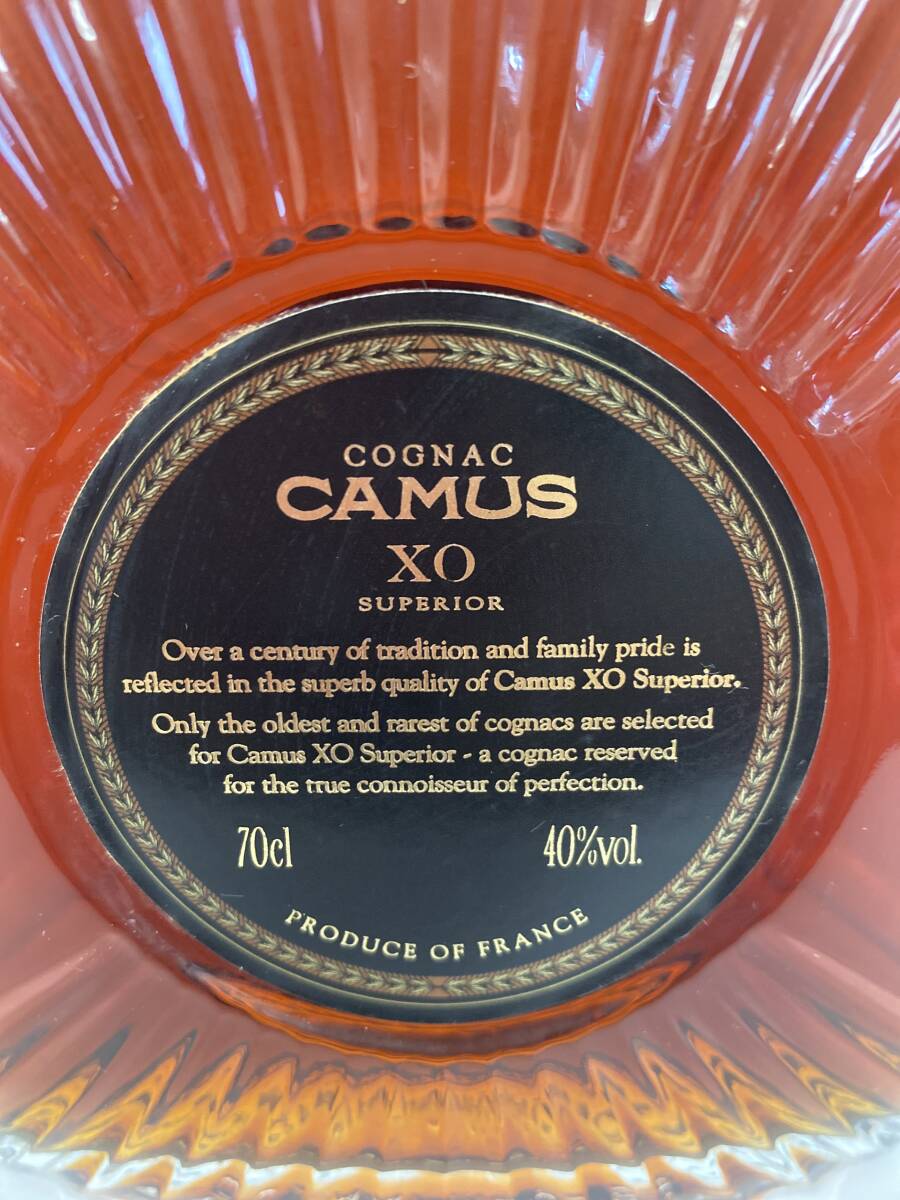 COGNAC
CAMUS
XO
SUPERIOR
Over a century of tradition and family pride is
reflected in the superb quality of Camus XO Superior.
Only the oldest and rarest of cognacs are selected
for Camus XO Superior - a cognac reserved
for the true connoisseur of perfection.
70cl 40%vol.
PRODUCE OF FRANCE